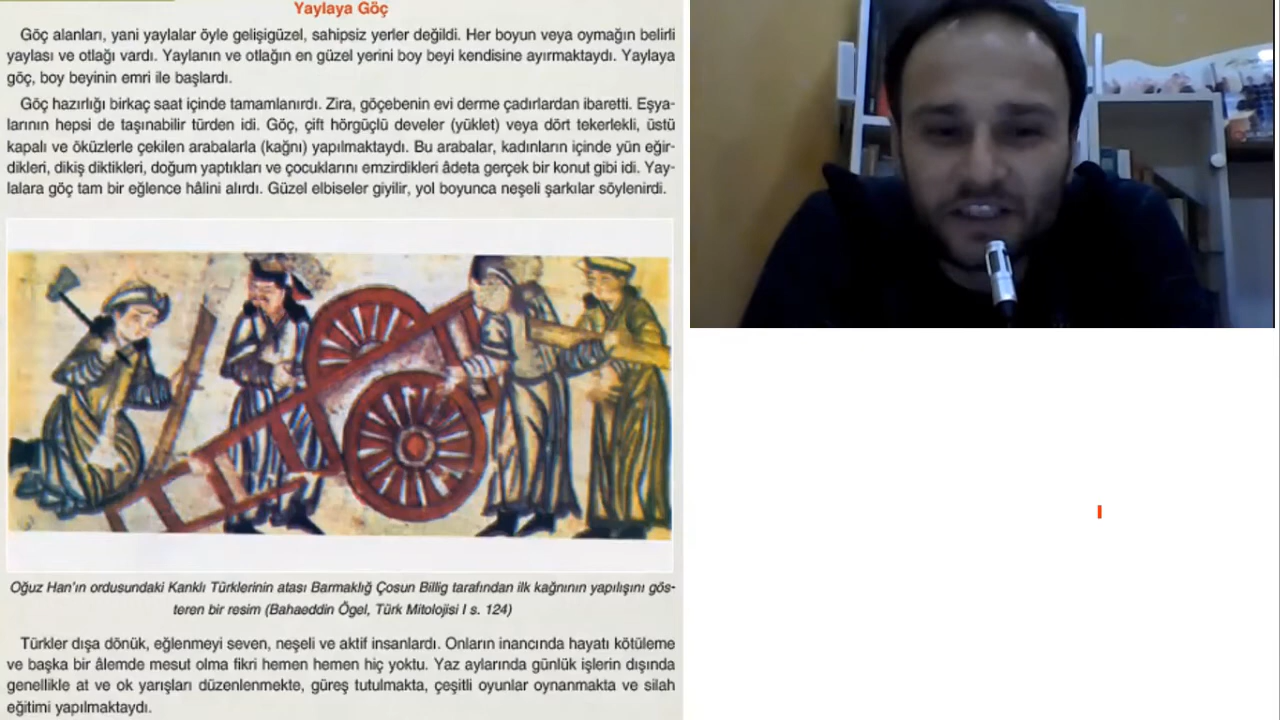 Yaylaya Göç
Göç alanları, yani yaylalar öyle gelişigüzel, sahipsiz yerler değildi. Her boyun veya oymağın belirli
yaylası ve otlağı vardı. Yaylanın ve otlağın en güzel yerini boy beyi kendisine ayırmaktaydı. Yaylaya
göç, boy beyinin emri ile başlardı.
Göç hazırlığı birkaç saat içinde tamamlanırdı. Zira, göçebenin evi derme çadırlardan ibaretti. Eşya-
larının hepsi de taşınabilir türden idi. Göç, çift hörgüçlü develer (yüklet) veya dört tekerlekli, üstü
kapalı ve öküzlerle çekilen arabalarla (kağnı) yapılmaktaydı. Bu arabalar, kadınların içinde yün eğir-
dikleri, dikiş diktikleri, doğum yaptıkları ve çocuklarını emzirdikleri âdeta gerçek bir konut gibi idi. Yay-
lalara göç tam bir eğlence hâlini alırdı. Güzel elbiseler giyilir, yol boyunca neşeli şarkılar söylenirdi.
Oğuz Han'ın ordusundaki Kanklı Türklerinin atası Barmaklığ Çosun Billig tarafından ilk kağnının yapılışını gös-
teren bir resim (Bahaeddin Ögel, Türk Mitolojisi I s. 124)
Türkler dışa dönük, eğlenmeyi seven, neşeli ve aktif insanlardı. Onların inancında hayatı kötüleme
ve başka bir âlemde mesut olma fikri hemen hemen hiç yoktu. Yaz aylarında günlük işlerin dışında
genellikle at ve ok yarışları düzenlenmekte, güreş tutulmakta, çeşitli oyunlar oynanmakta ve silah
eğitimi yapılmaktaydı.